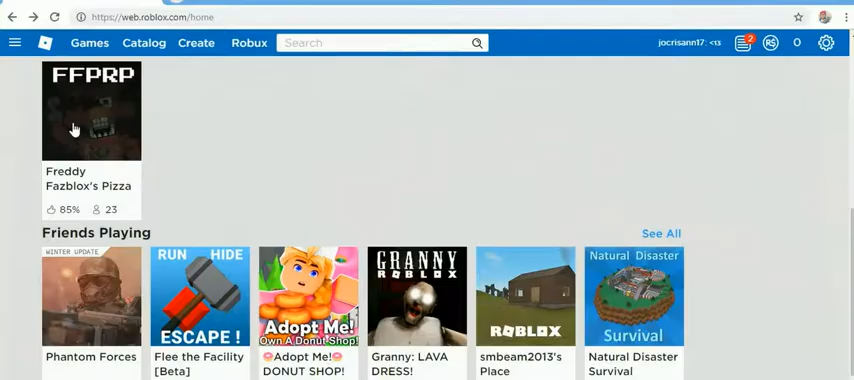 https://web.roblox.com/home
Games Catalog Create Robux Search jocrisann17: <13 2 R$ 0
FFPRP
Freddy
Fazblox's Pizza
85% 23
Friends Playing See All
WINTER UPDATE
Phantom Forces
RUN HIDE
ESCAPE!
Flee the Facility
[Beta]
Adopt Me!
Own A Donut Shop!
🍩Adopt Me!🍩
DONUT SHOP!
GRANNY
ROBLOX
Granny: LAVA
DRESS!
ROBLOX
smbeam2013's
Place
Natural Disaster
Survival
Natural Disaster
Survival